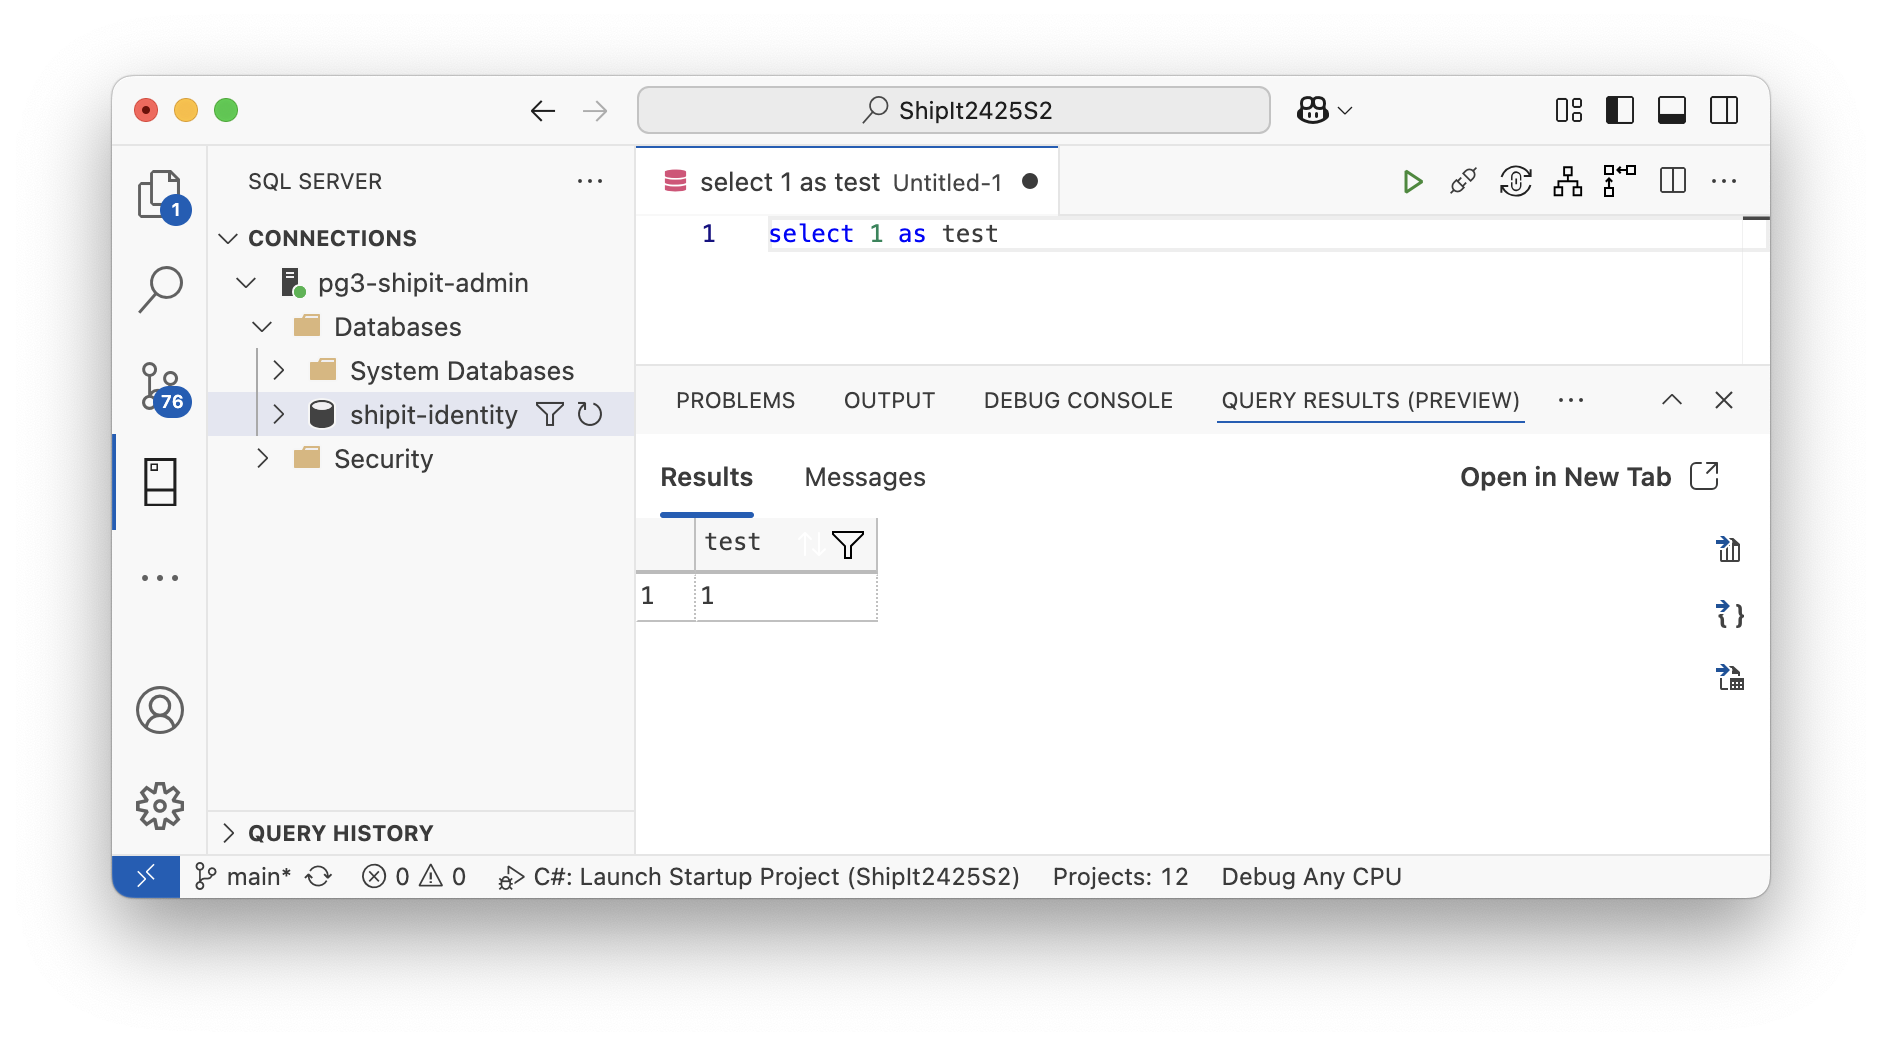 ShipIt2425S2
1
76
SQL SERVER
CONNECTIONS
pg3-shipit-admin
Databases
System Databases
shipit-identity
Security
QUERY HISTORY
select 1 as test Untitled-1
1 select 1 as test
PROBLEMS OUTPUT DEBUG CONSOLE QUERY RESULTS (PREVIEW)
Results Messages Open in New Tab
test
1 1
main* 0 0 C#: Launch Startup Project (ShipIt2425S2) Projects: 12 Debug Any CPU